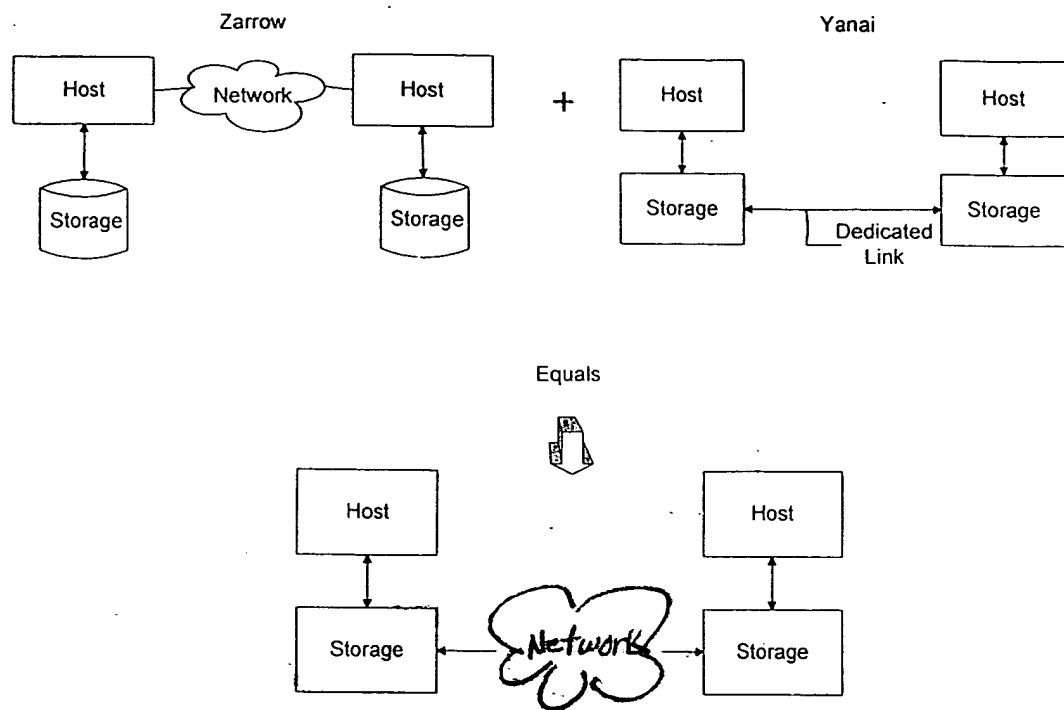 Zarrow
Host
Network
Host
Storage
Storage
+
Yanai
Host
Host
Storage
Storage
Dedicated
Link
Equals
Host
Host
Storage
Network
Storage